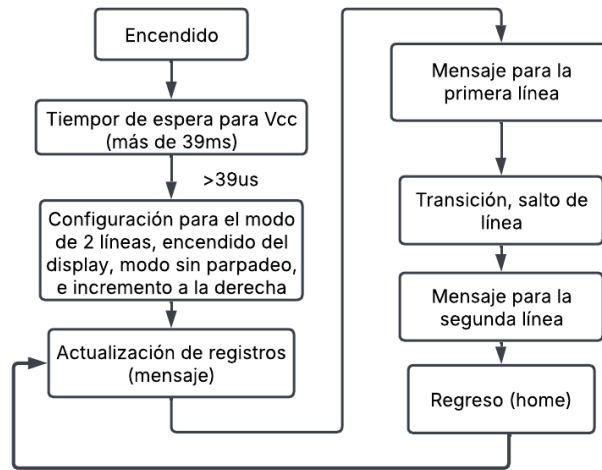 Encendido
Tiempor de espera para Vcc
(más de 39ms)
>39us
Configuración para el modo
de 2 líneas, encendido del
display, modo sin parpadeo,
e incremento a la derecha
Actualización de registros
(mensaje)
Mensaje para la
primera línea
Transición, salto de
línea
Mensaje para la
segunda línea
Regreso (home)